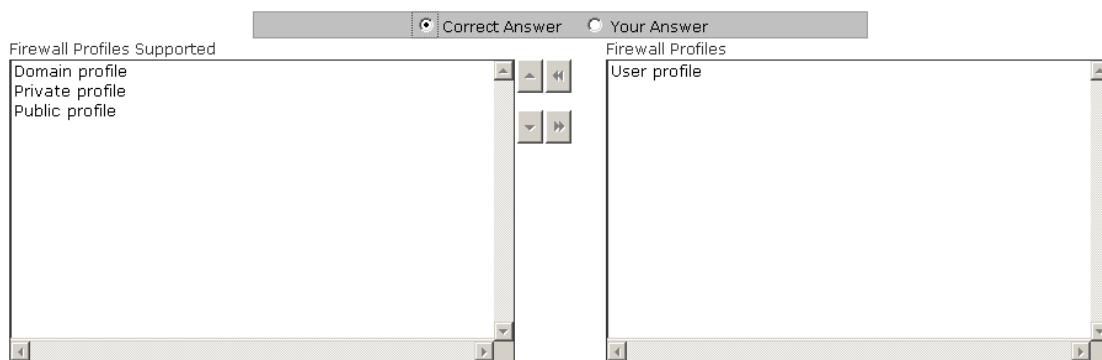 Correct Answer Your Answer
Firewall Profiles Supported
Domain profile
Private profile
Public profile
Firewall Profiles
User profile